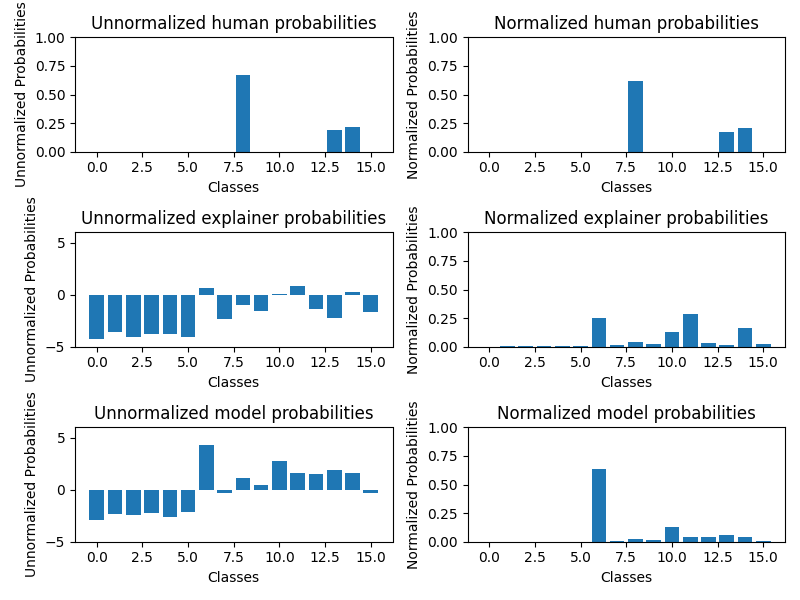 Unnormalized human probabilities
Unnormalized Probabilities
1.00
0.75
0.50
0.25
0.00
0.0 2.5 5.0 7.5 10.0 12.5 15.0
Classes
Normalized human probabilities
Normalized Probabilities
1.00
0.75
0.50
0.25
0.00
0.0 2.5 5.0 7.5 10.0 12.5 15.0
Classes
Unnormalized explainer probabilities
Unnormalized Probabilities
5
0
−5
0.0 2.5 5.0 7.5 10.0 12.5 15.0
Classes
Normalized explainer probabilities
Normalized Probabilities
1.00
0.75
0.50
0.25
0.00
0.0 2.5 5.0 7.5 10.0 12.5 15.0
Classes
Unnormalized model probabilities
Unnormalized Probabilities
5
0
−5
0.0 2.5 5.0 7.5 10.0 12.5 15.0
Classes
Normalized model probabilities
Normalized Probabilities
1.00
0.75
0.50
0.25
0.00
0.0 2.5 5.0 7.5 10.0 12.5 15.0
Classes